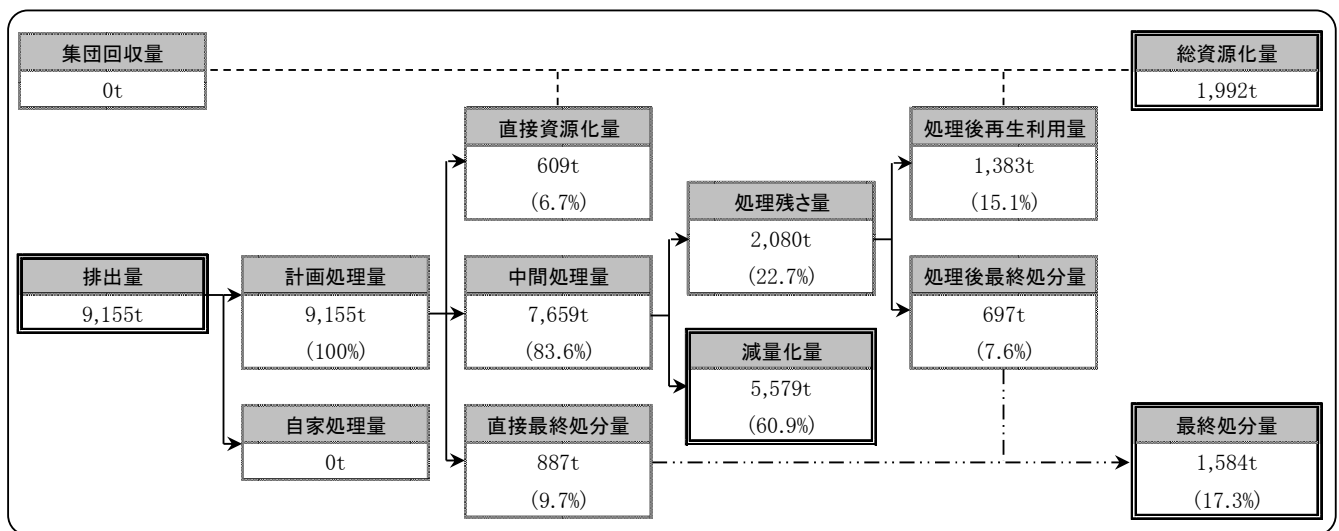 集団回収量
0t
総資源化量
1,992t
直接資源化量
609t
(6.7%)
処理後再生利用量
1,383t
(15.1%)
処理残さ量
2,080t
(22.7%)
排出量
9,155t
計画処理量
9,155t
(100%)
中間処理量
7,659t
(83.6%)
処理後最終処分量
697t
(7.6%)
減量化量
5,579t
(60.9%)
自家処理量
0t
直接最終処分量
887t
(9.7%)
最終処分量
1,584t
(17.3%)